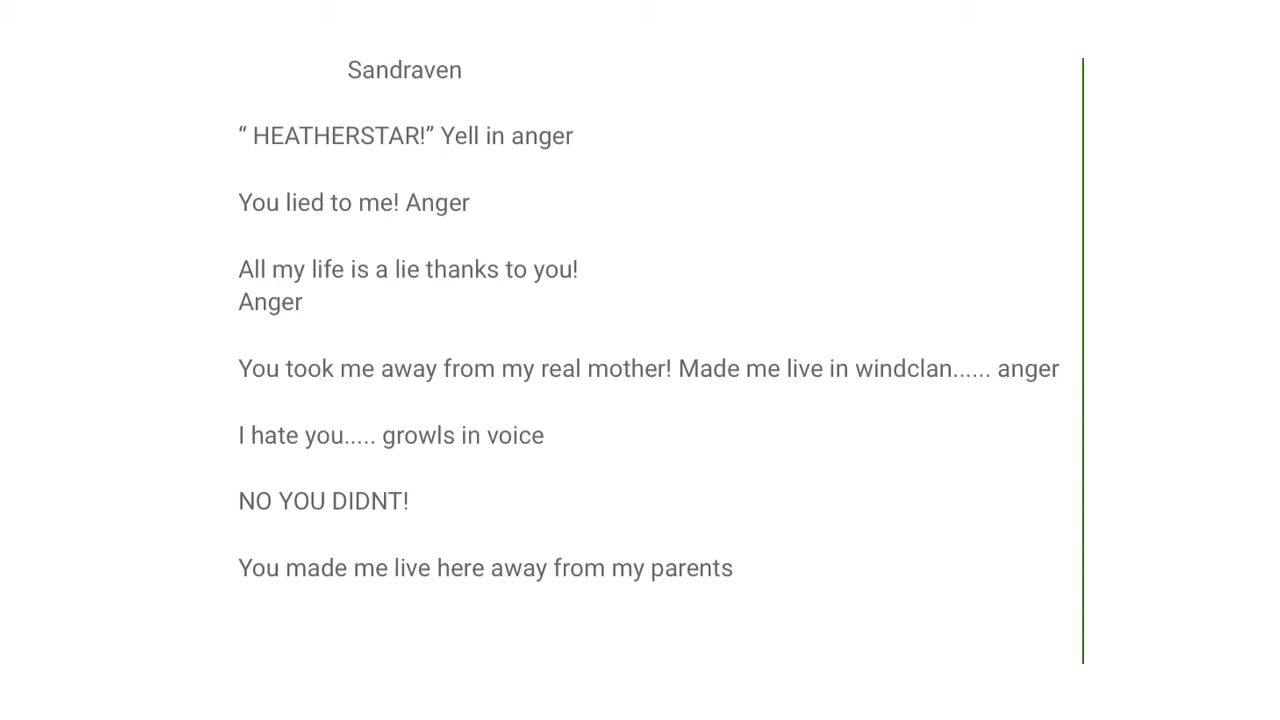 Sandraven
“ HEATHERSTAR!” Yell in anger
You lied to me! Anger
All my life is a lie thanks to you!
Anger
You took me away from my real mother! Made me live in windclan...... anger
I hate you..... growls in voice
NO YOU DIDNT!
You made me live here away from my parents